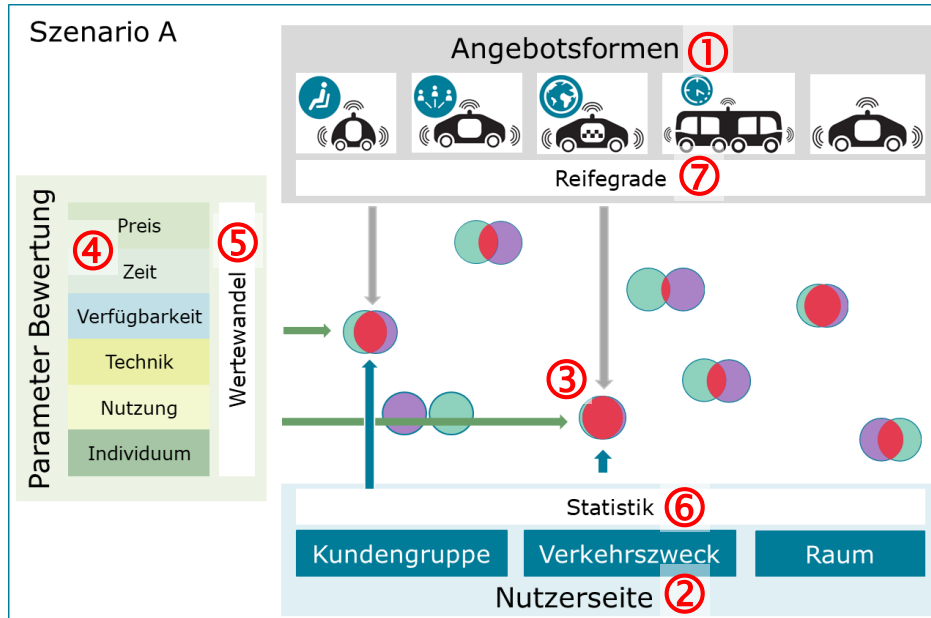 Szenario A
Angebotsformen ①
Reifegrade ⑦
Parameter Bewertung
④
Preis
Zeit
Verfügbarkeit
Technik
Nutzung
Individuum
⑤
Wertewandel
③
Statistik ⑥
Kundengruppe Verkehrszweck Raum
Nutzerseite ②